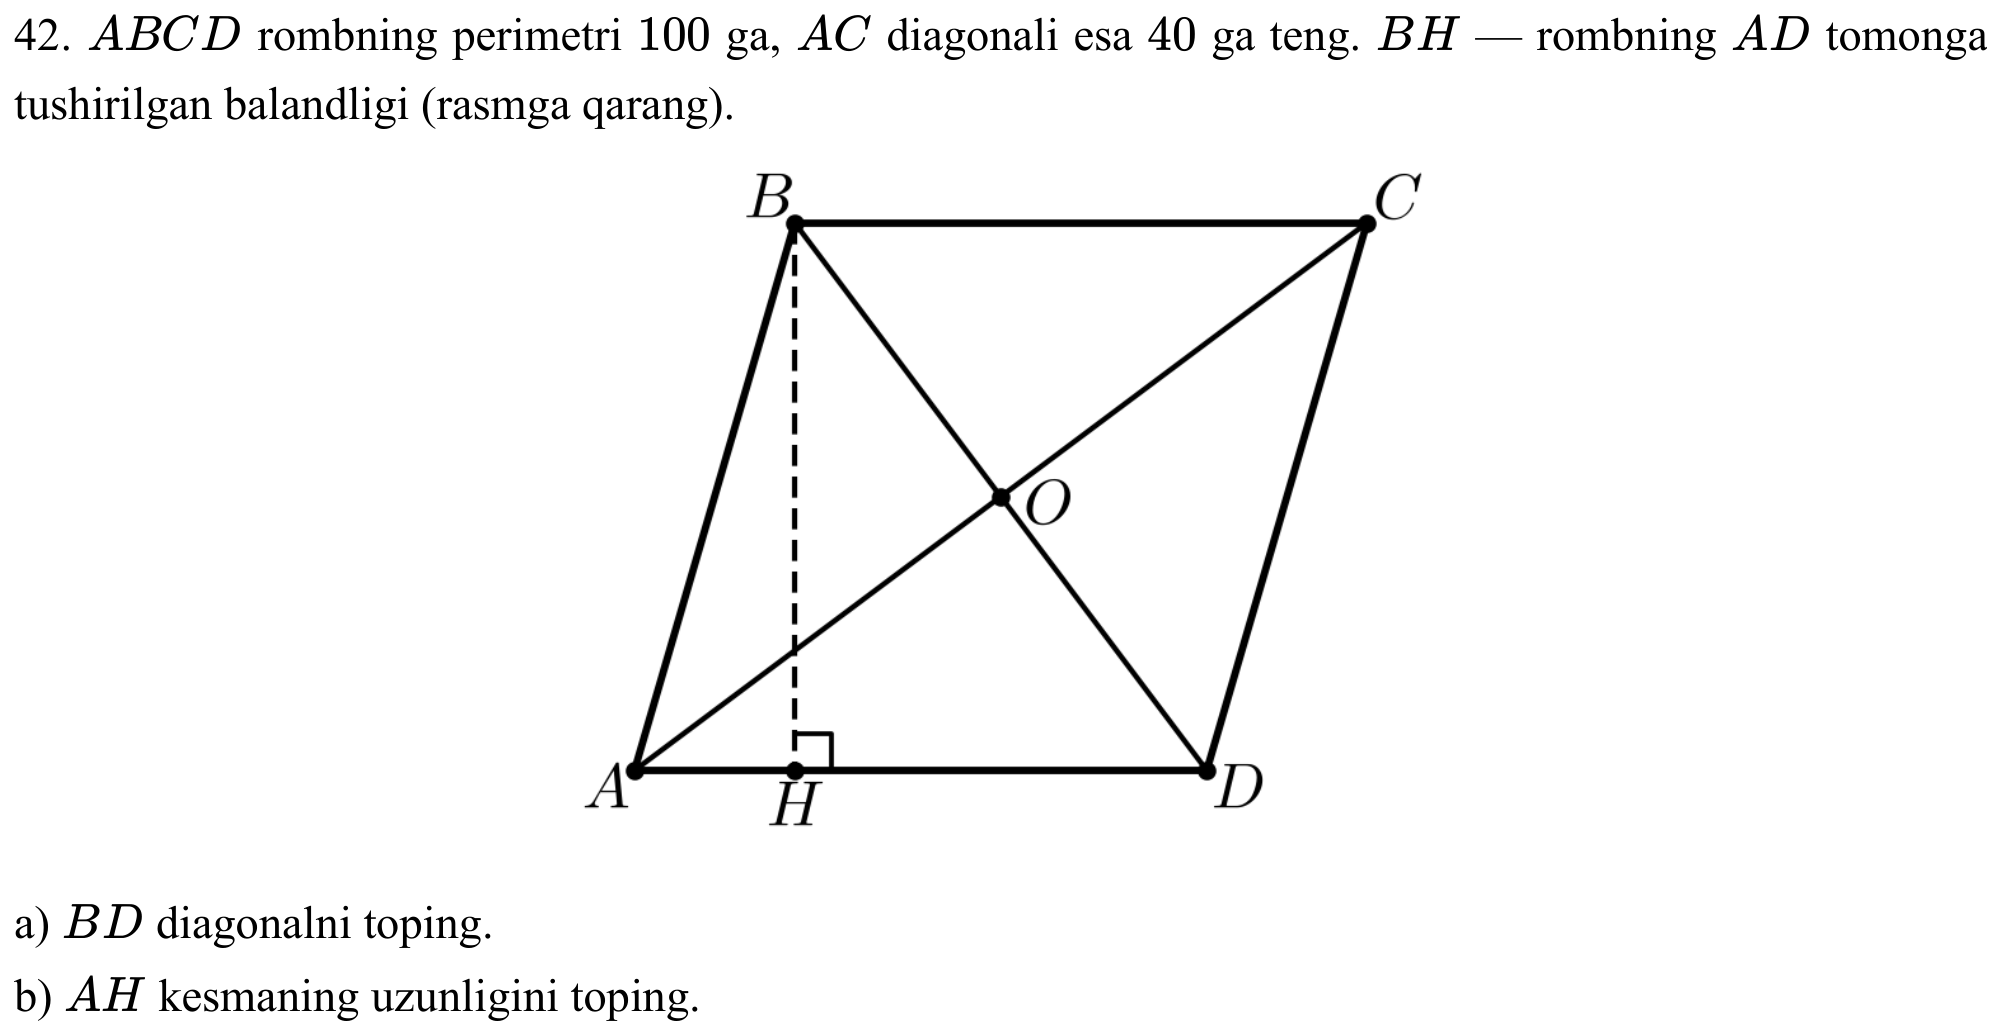 42. ABCD rombning perimetri 100 ga, AC diagonali esa 40 ga teng. BH — rombning AD tomonga
tushirilgan balandligi (rasmga qarang).
B
C
O
A
H
D
a) BD diagonalni toping.
b) AH kesmaning uzunligini toping.